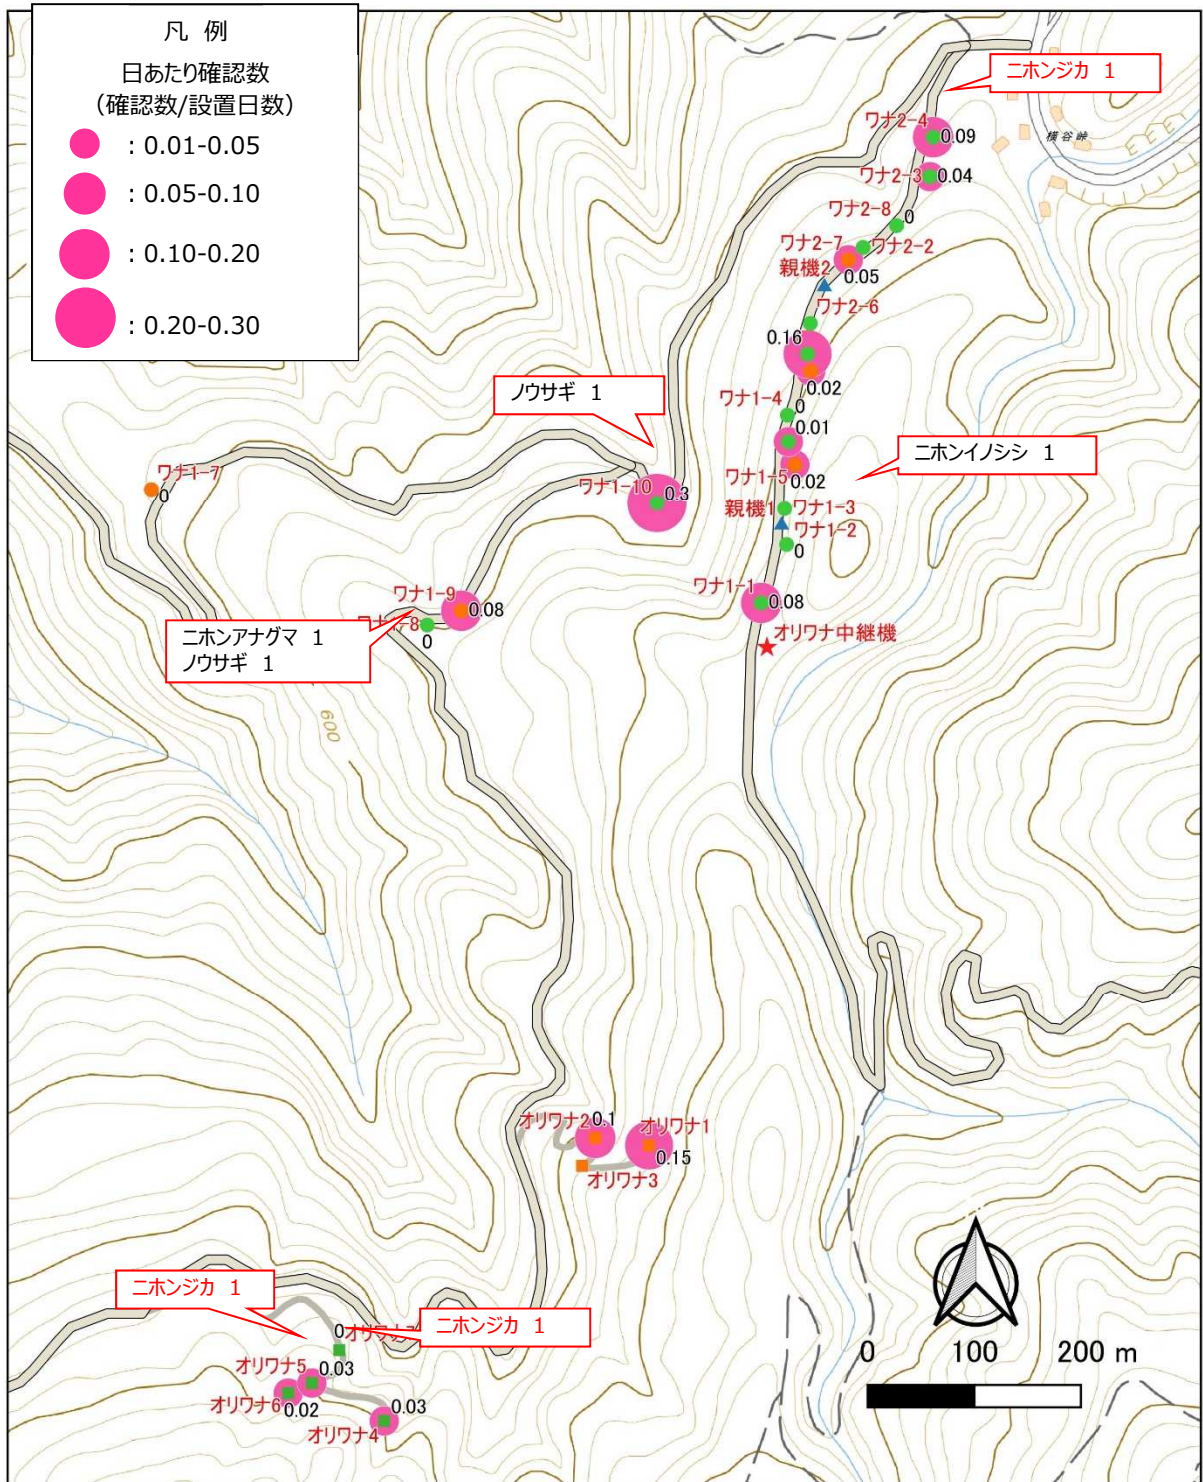 凡 例
日あたり確認数
（確認数/設置日数）
: 0.01-0.05
: 0.05-0.10
: 0.10-0.20
: 0.20-0.30
ニホンジカ 1
横谷峠
ワナ2-4
0.09
ワナ2-3
0.04
ワナ2-8
0
ワナ2-7
ワナ2-2
親機2
0.05
ワナ2-6
0.16
0.02
ノウサギ 1
ワナ1-4
0
0.01
ニホンイノシシ 1
ワナ1-5
0.02
ワナ1-7
0
ワナ1-10
0.3
親機1
ワナ1-3
ワナ1-2
0
ワナ1-1
0.08
オリワナ中継機
ワナ1-9
0.08
-8
0
ニホンアナグマ 1
ノウサギ 1
600
オリワナ2
0.1
オリワナ1
0.15
オリワナ3
ニホンジカ 1
0
ニホンジカ 1
オリワナ5
0.03
オリワナ6
0.02
0.03
オリワナ4
0 100 200 m